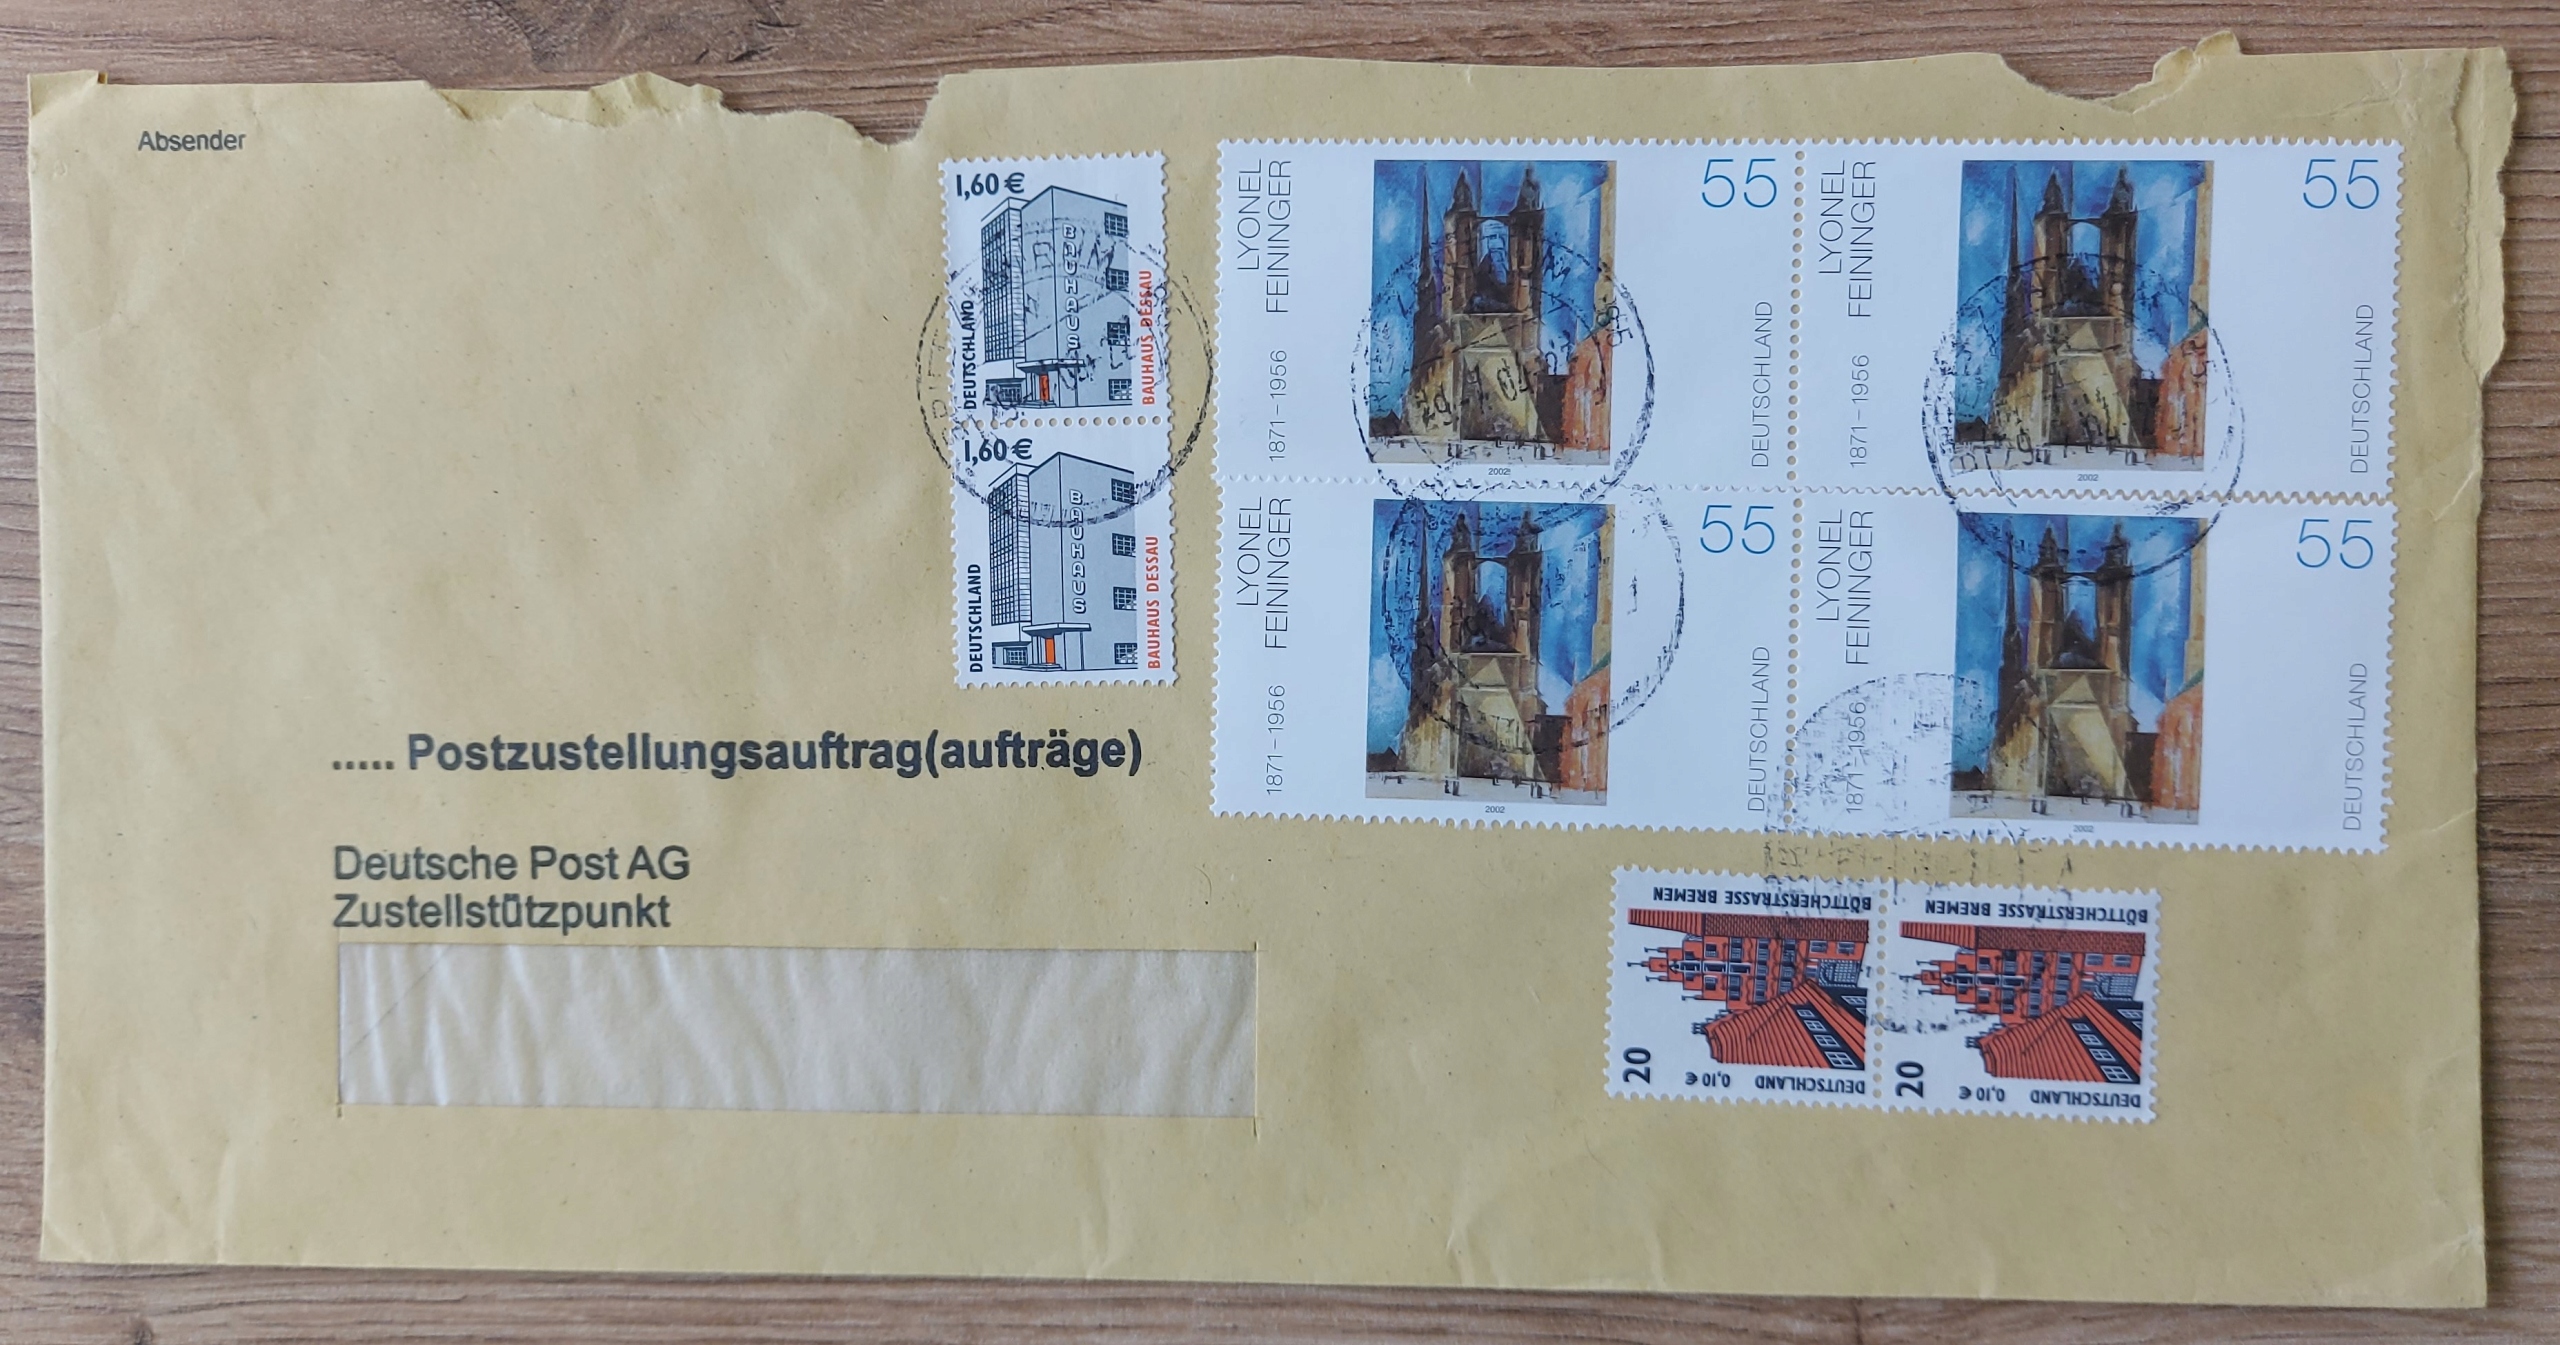 Absender
1,60 €
DEUTSCHLAND
BAUHAUS
BAUHAUS DESSAU
1,60 €
DEUTSCHLAND
BAUHAUS
BAUHAUS DESSAU
LYONEL
FEININGER
1871–1956
2002
55
DEUTSCHLAND
LYONEL
FEININGER
1871–1956
2002
55
DEUTSCHLAND
LYONEL
FEININGER
1871–1956
2002
55
DEUTSCHLAND
LYONEL
FEININGER
1871–1956
2002
55
DEUTSCHLAND
..... Postzustellungsauftrag(aufträge)
Deutsche Post AG
Zustellstützpunkt
BÖTTCHERSTRASSE BREMEN
20
0,10 €
DEUTSCHLAND
BÖTTCHERSTRASSE BREMEN
20
0,10 €
DEUTSCHLAND